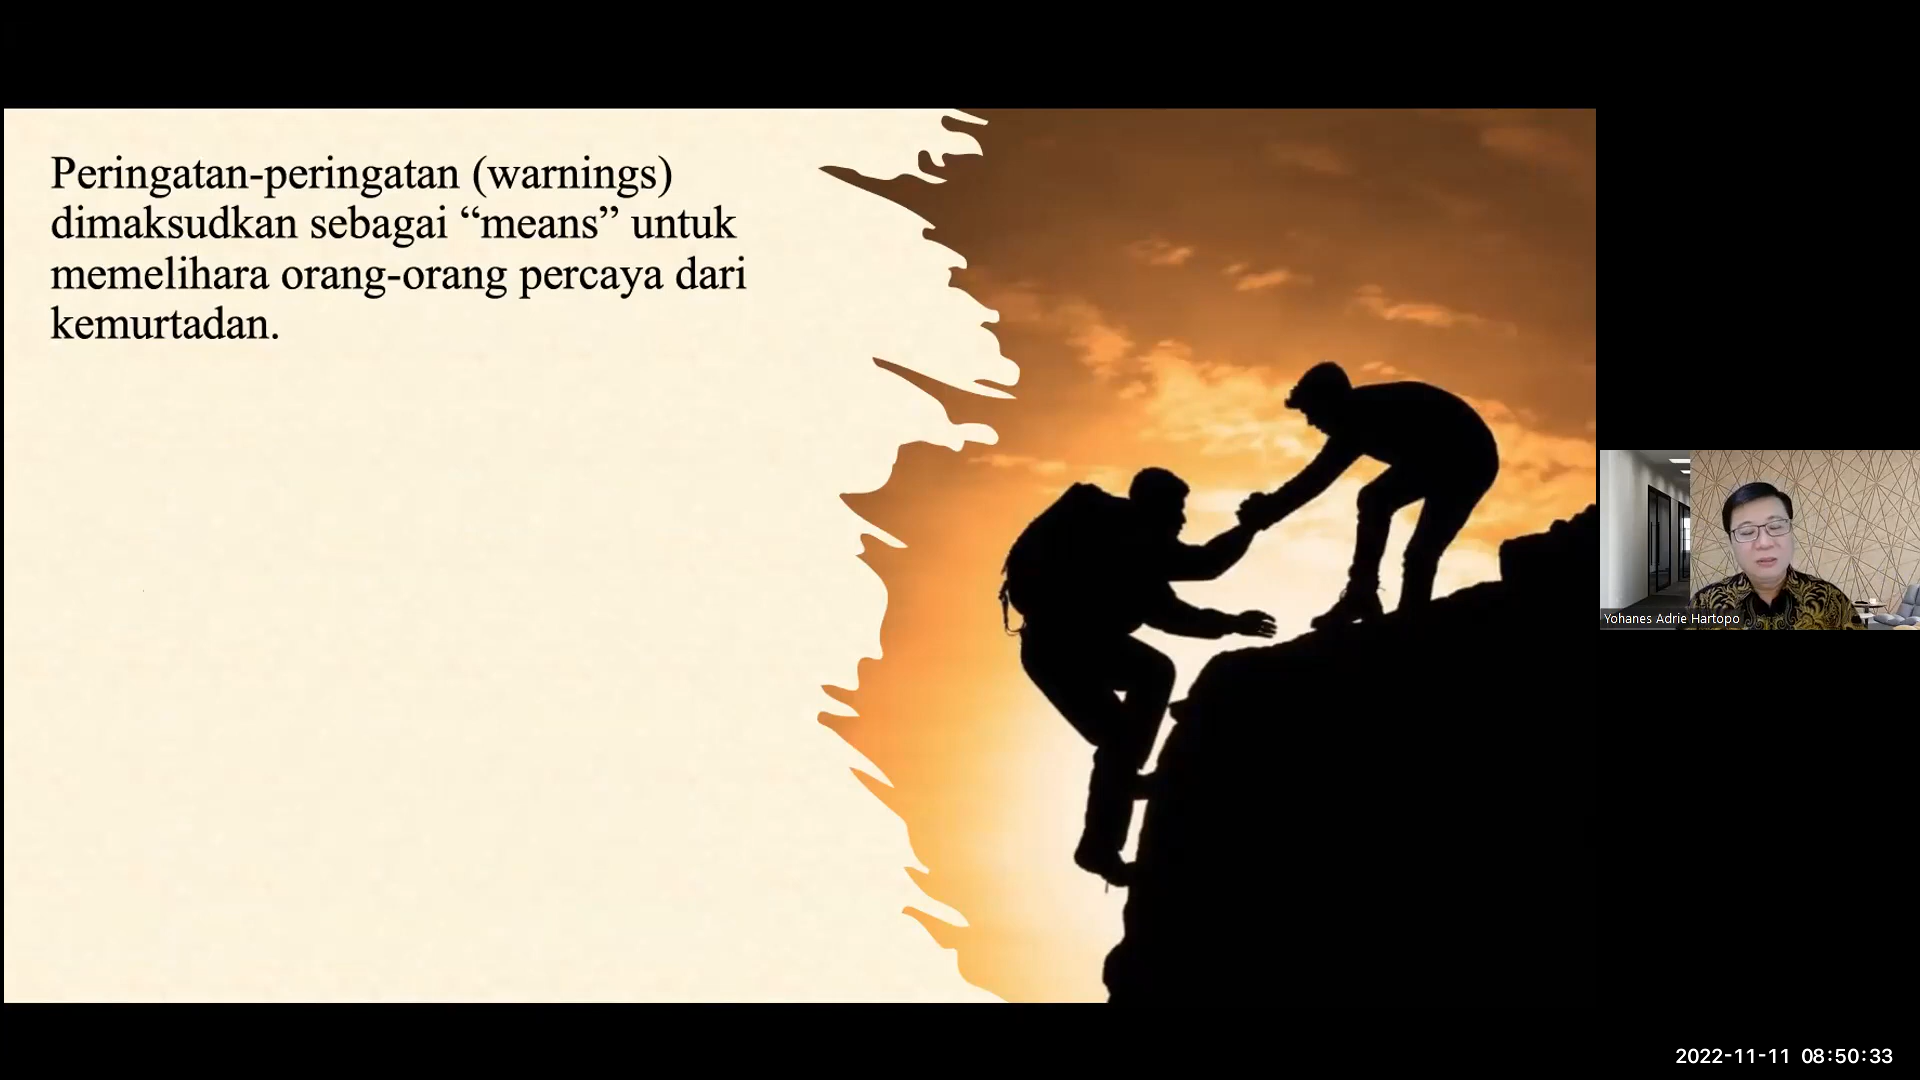 Peringatan-peringatan (warnings)
dimaksudkan sebagai “means” untuk
memelihara orang-orang percaya dari
kemurtadan.
Yohanes Adrie Hartopo
2022-11-11 08:50:33